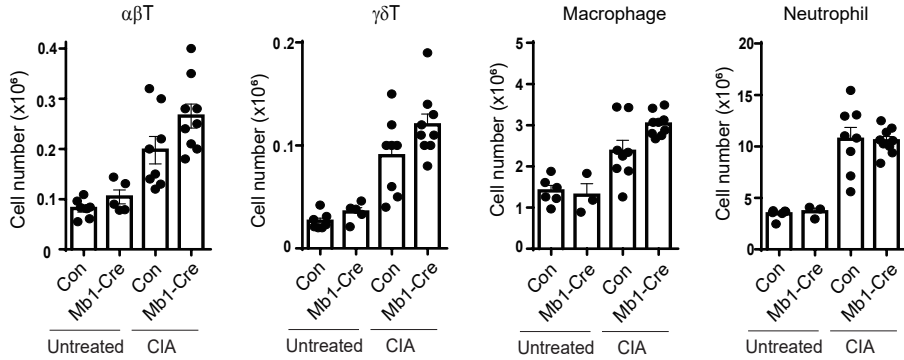 αβT
Cell number (x10⁶)
0.4
0.3
0.2
0.1
0
Con
Mb1-Cre
Con
Mb1-Cre
Untreated
CIA
γδT
Cell number (x10⁶)
0.2
0.1
0
Con
Mb1-Cre
Con
Mb1-Cre
Untreated
CIA
Macrophage
Cell number (x10⁶)
5
4
3
2
1
0
Con
Mb1-Cre
Con
Mb1-Cre
Untreated
CIA
Neutrophil
Cell number (x10⁶)
20
15
10
5
0
Con
Mb1-Cre
Con
Mb1-Cre
Untreated
CIA